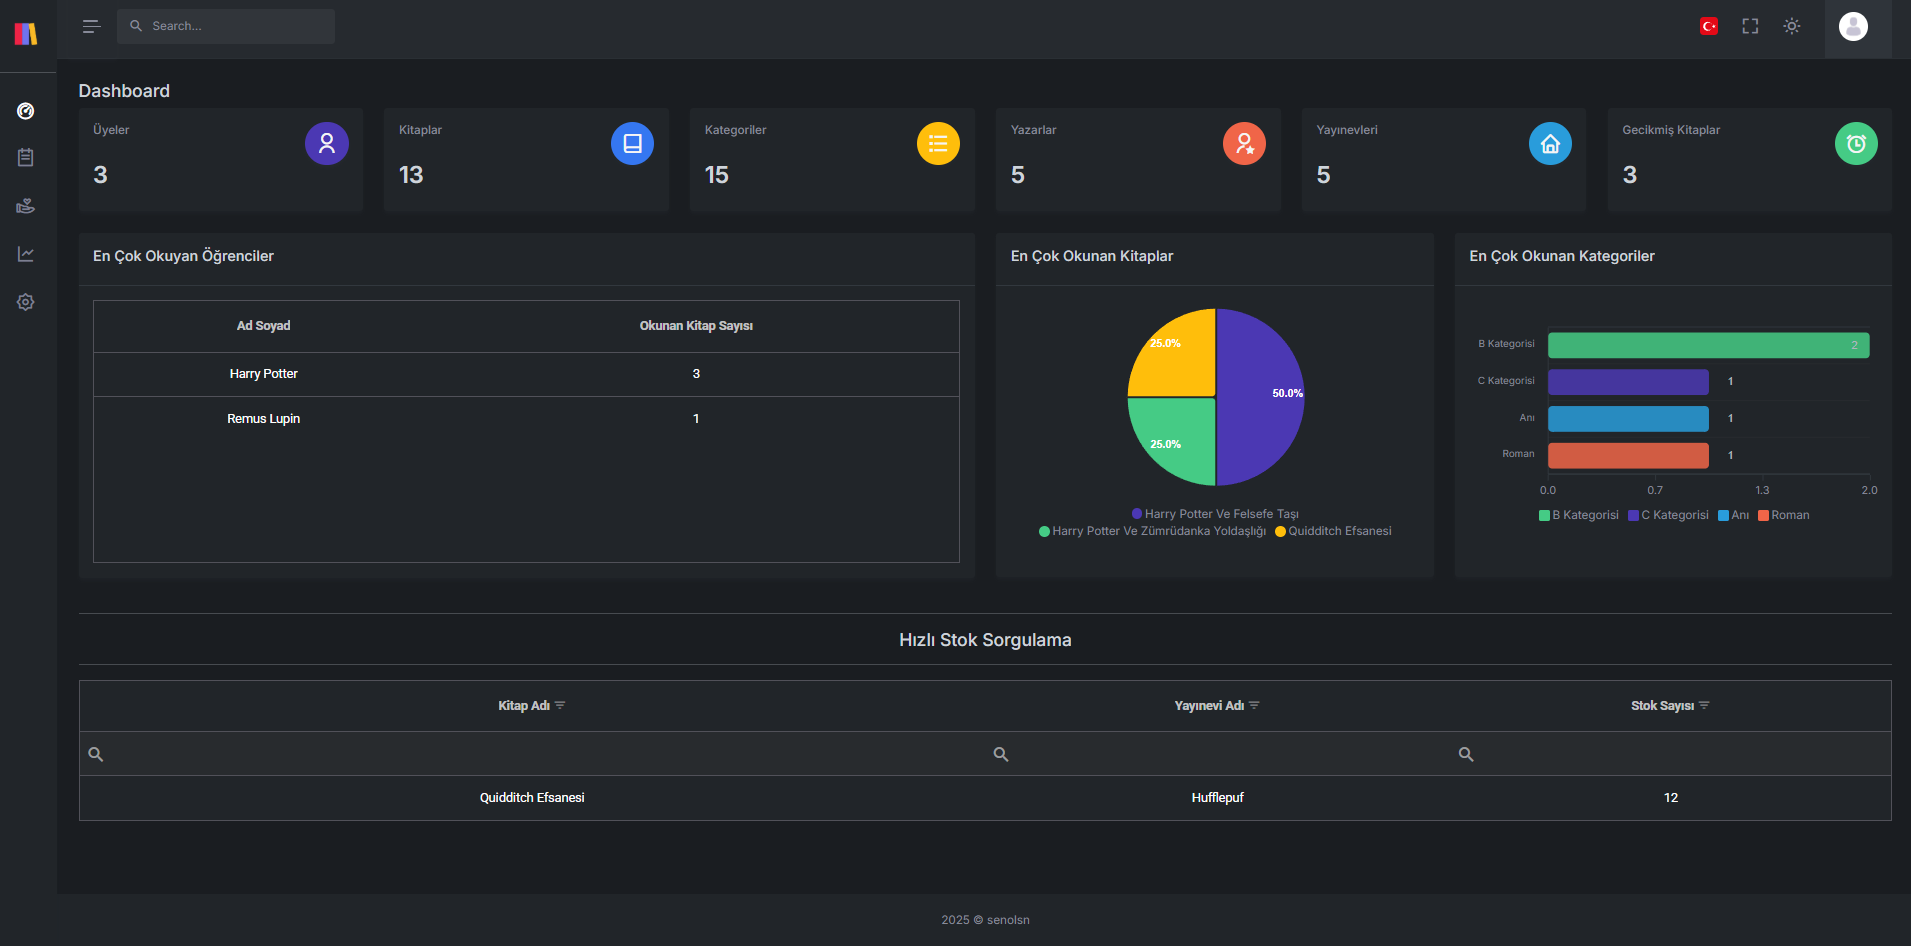 Search...
Dashboard
Üyeler
3
Kitaplar
13
Kategoriler
15
Yazarlar
5
Yayınevleri
5
Gecikmiş Kitaplar
3
En Çok Okuyan Öğrenciler
Ad Soyad Okunan Kitap Sayısı
Harry Potter 3
Remus Lupin 1
En Çok Okunan Kitaplar
25.0%
50.0%
25.0%
Harry Potter Ve Felsefe Taşı
Harry Potter Ve Zümrüdanka Yoldaşlığı Quidditch Efsanesi
En Çok Okunan Kategoriler
B Kategorisi 2
C Kategorisi 1
Anı 1
Roman 1
0.0 0.7 1.3 2.0
B Kategorisi C Kategorisi Anı Roman
Hızlı Stok Sorgulama
Kitap Adı Yayınevi Adı Stok Sayısı
Quidditch Efsanesi Hufflepuf 12
2025 © senolsn